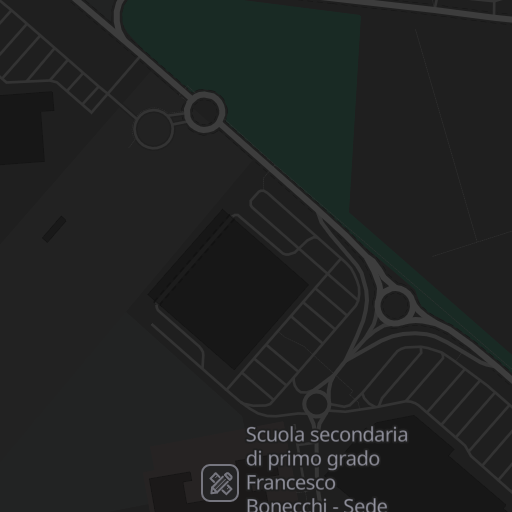 Scuola secondaria
di primo grado
Francesco
Bonecchi - Sede